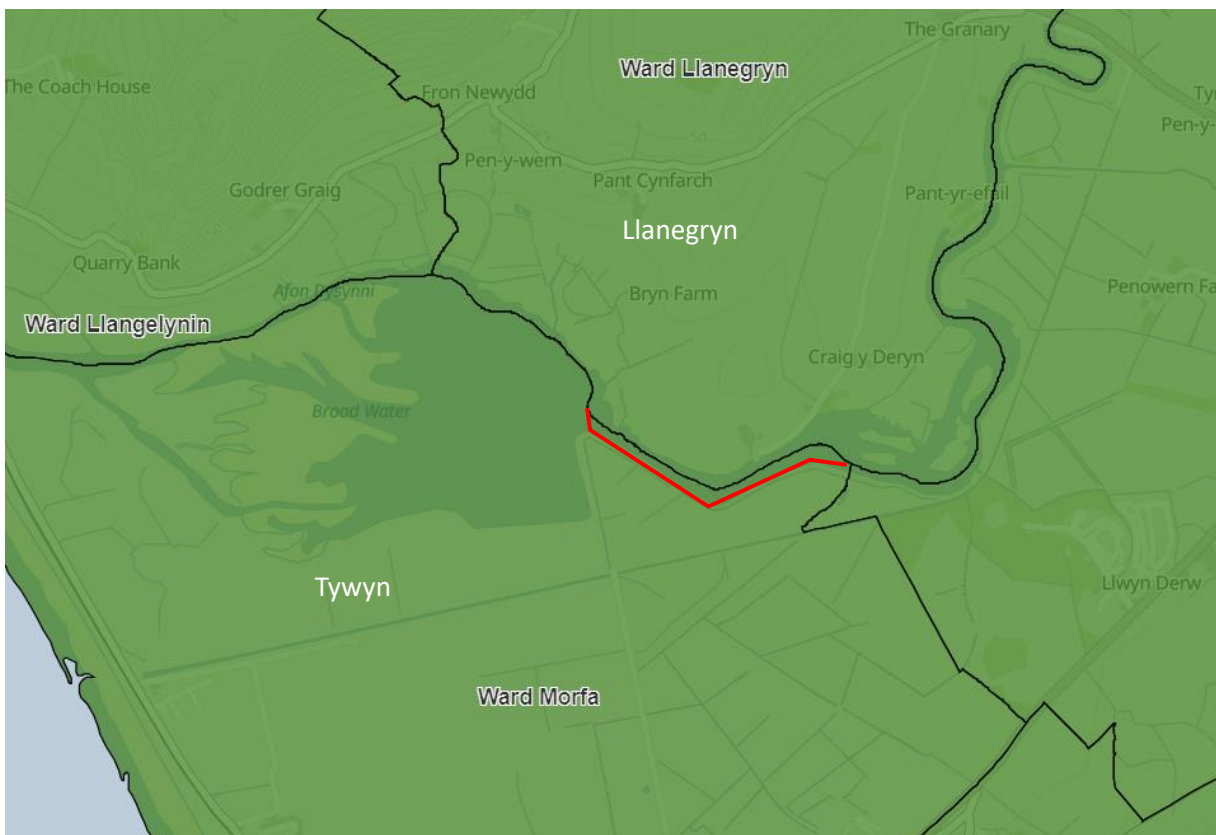 The Granary
Ward Llanegryn
The Coach House
Fron Newydd
Pen-y-
Pen-y-wern
Pant Cynfarch
Godrer Graig
Pant-yr-efail
Llanegryn
Quarry Bank
Afon Dysynni
Bryn Farm
Penowern Fa
Ward Llangelynin
Craig y Deryn
Broad Water
Tywyn
Llwyn Derw
Ward Morfa